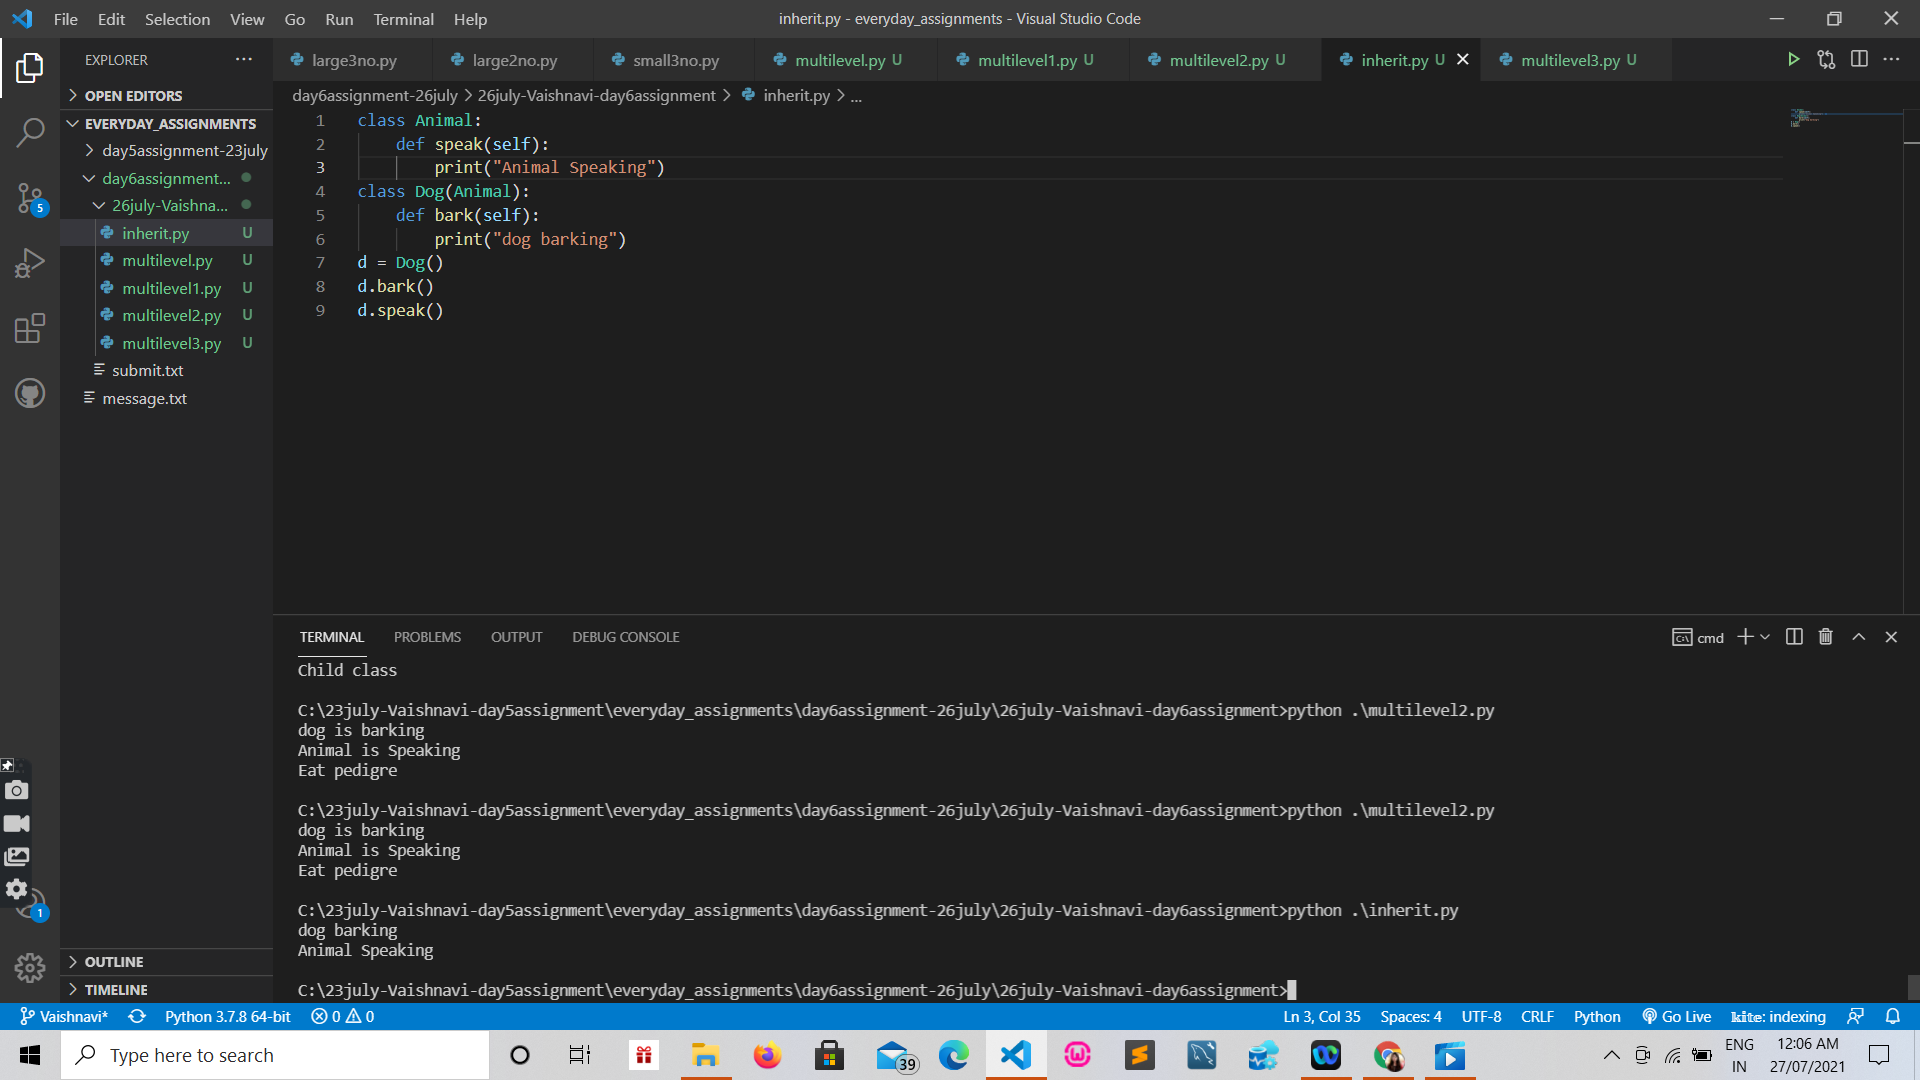 File Edit Selection View Go Run Terminal Help
inherit.py - everyday_assignments - Visual Studio Code
EXPLORER
large3no.py large2no.py small3no.py multilevel.py U multilevel1.py U multilevel2.py U inherit.py U multilevel3.py U
OPEN EDITORS
EVERYDAY_ASSIGNMENTS
day5assignment-23july
day6assignment...
26july-Vaishna...
inherit.py U
multilevel.py U
multilevel1.py U
multilevel2.py U
multilevel3.py U
submit.txt
message.txt
OUTLINE
TIMELINE
5
1
day6assignment-26july > 26july-Vaishnavi-day6assignment > inherit.py > ...
1 class Animal:
2 def speak(self):
3 print("Animal Speaking")
4 class Dog(Animal):
5 def bark(self):
6 print("dog barking")
7 d = Dog()
8 d.bark()
9 d.speak()
TERMINAL PROBLEMS OUTPUT DEBUG CONSOLE
cmd
Child class
C:\23july-Vaishnavi-day5assignment\everyday_assignments\day6assignment-26july\26july-Vaishnavi-day6assignment>python .\multilevel2.py
dog is barking
Animal is Speaking
Eat pedigre
C:\23july-Vaishnavi-day5assignment\everyday_assignments\day6assignment-26july\26july-Vaishnavi-day6assignment>python .\multilevel2.py
dog is barking
Animal is Speaking
Eat pedigre
C:\23july-Vaishnavi-day5assignment\everyday_assignments\day6assignment-26july\26july-Vaishnavi-day6assignment>python .\inherit.py
dog barking
Animal Speaking
C:\23july-Vaishnavi-day5assignment\everyday_assignments\day6assignment-26july\26july-Vaishnavi-day6assignment>
Vaishnavi* Python 3.7.8 64-bit 0 0 Ln 3, Col 35 Spaces: 4 UTF-8 CRLF Python Go Live kite: indexing
Type here to search
39
ENG
IN
12:06 AM
27/07/2021